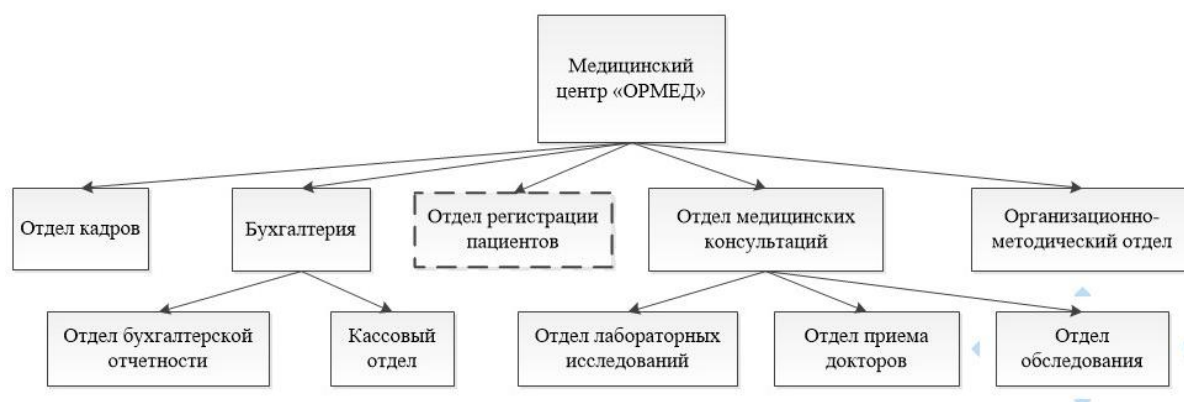 Медицинский
центр «ОРМЕД»
Отдел кадров
Бухгалтерия
Отдел регистрации
пациентов
Отдел медицинских
консультаций
Организационно-
методический отдел
Отдел бухгалтерской
отчетности
Кассовый
отдел
Отдел лабораторных
исследований
Отдел приема
докторов
Отдел
обследования